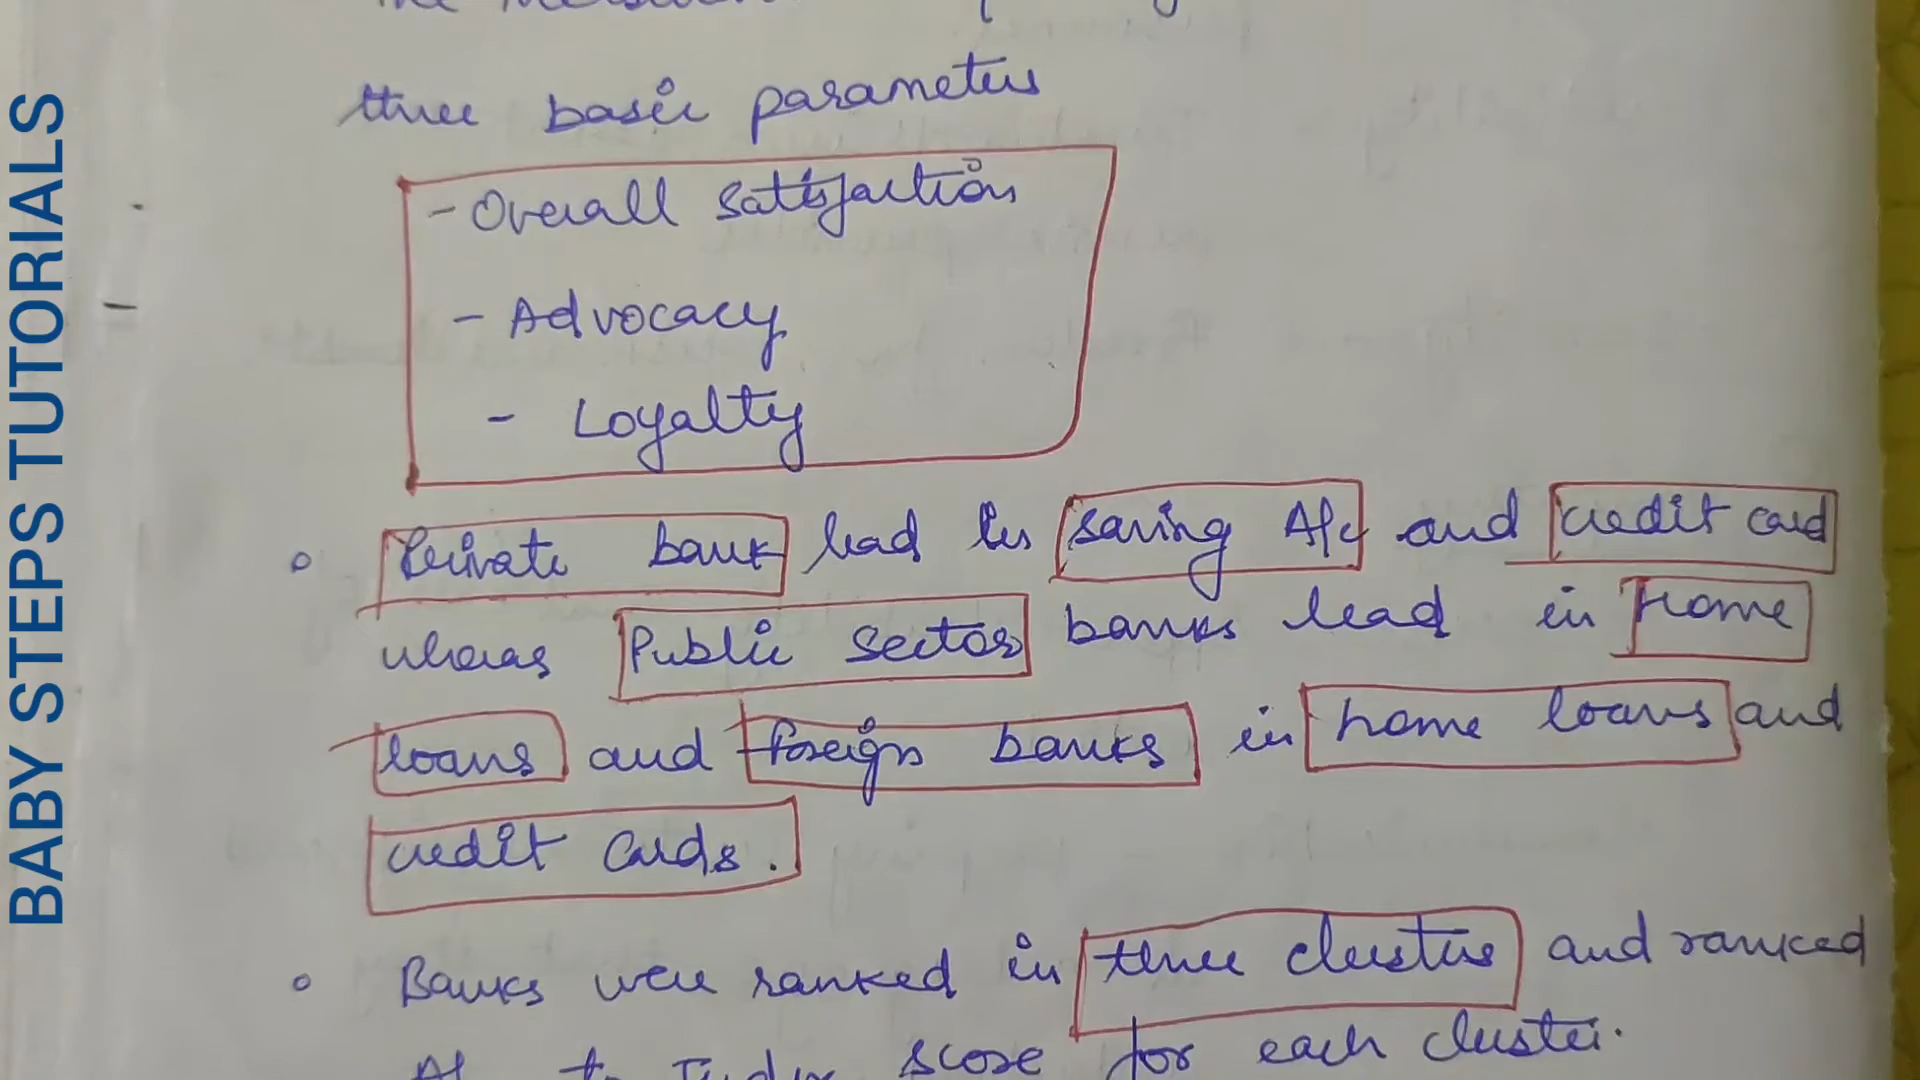 BABY STEPS TUTORIALS
three basic parameters
- Overall Satisfaction
- Advocacy
- Loyalty
Private bank lead in saving A/c and credit card
whereas Public Sector banks lead in Home
loans and foreign banks in home loans and
credit cards.
Banks were ranked in three clusters and ranked
to Index score for each cluster.